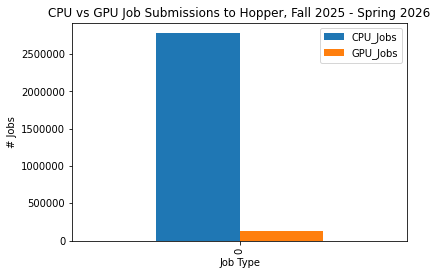 CPU vs GPU Job Submissions to Hopper, Fall 2025 - Spring 2026
CPU_Jobs
GPU_Jobs
2500000
2000000
1500000
1000000
500000
0
# Jobs
0
Job Type